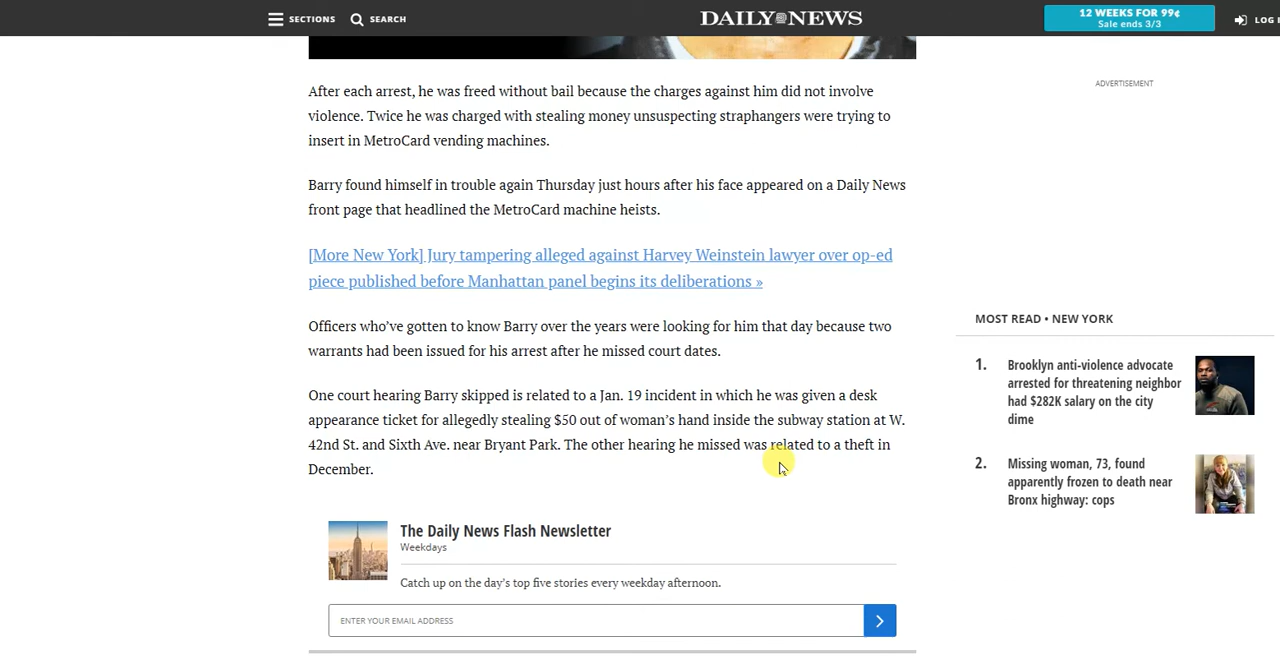 SECTIONS
SEARCH
DAILY NEWS
12 WEEKS FOR 99¢
Sale ends 3/3
LOG
After each arrest, he was freed without bail because the charges against him did not involve
violence. Twice he was charged with stealing money unsuspecting straphangers were trying to
insert in MetroCard vending machines.
Barry found himself in trouble again Thursday just hours after his face appeared on a Daily News
front page that headlined the MetroCard machine heists.
[More New York] Jury tampering alleged against Harvey Weinstein lawyer over op-ed
piece published before Manhattan panel begins its deliberations »
Officers who've gotten to know Barry over the years were looking for him that day because two
warrants had been issued for his arrest after he missed court dates.
One court hearing Barry skipped is related to a Jan. 19 incident in which he was given a desk
appearance ticket for allegedly stealing $50 out of woman's hand inside the subway station at W.
42nd St. and Sixth Ave. near Bryant Park. The other hearing he missed was related to a theft in
December.
The Daily News Flash Newsletter
Weekdays
Catch up on the day's top five stories every weekday afternoon.
ENTER YOUR EMAIL ADDRESS
ADVERTISEMENT
MOST READ • NEW YORK
1. Brooklyn anti-violence advocate
arrested for threatening neighbor
had $282K salary on the city
dime
2. Missing woman, 73, found
apparently frozen to death near
Bronx highway: cops